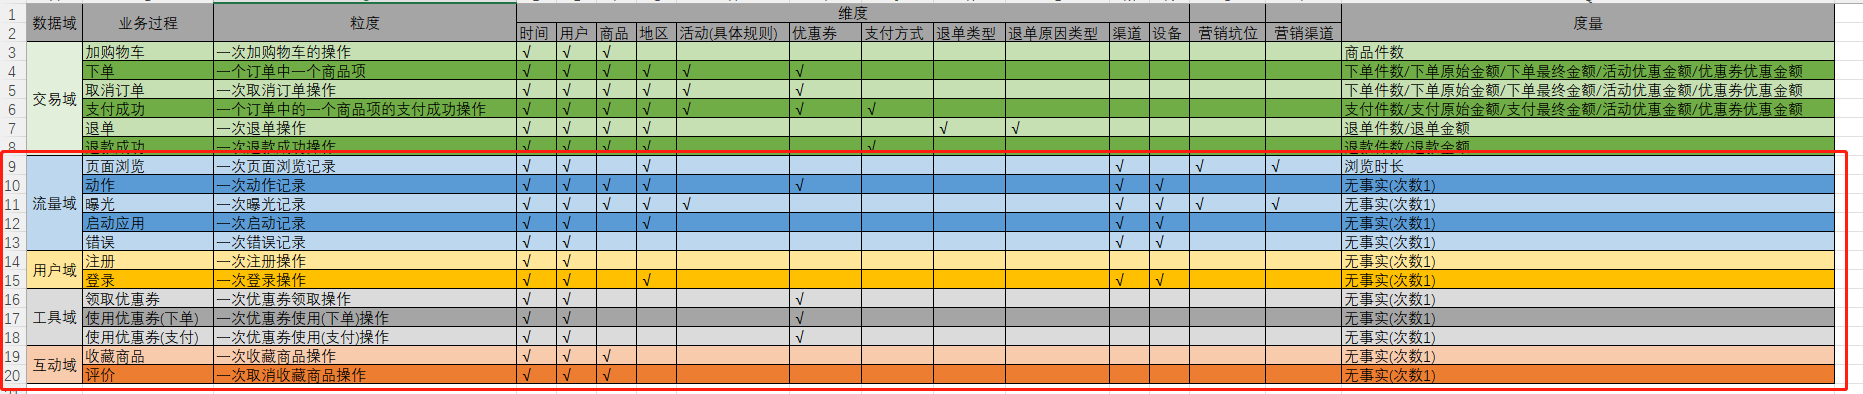 1 数据域 业务过程 粒度 维度 度量
2 时间 用户 商品 地区 活动(具体规则) 优惠券 支付方式 退单类型 退单原因类型 渠道 设备 营销坑位 营销渠道
3 交易域 加购物车 一次加购物车的操作 √ √ √ 商品件数
4 下单 一个订单中一个商品项 √ √ √ √ √ √ 下单件数/下单原始金额/下单最终金额/活动优惠金额/优惠券优惠金额
5 取消订单 一次取消订单操作 √ √ √ √ √ √ 下单件数/下单原始金额/下单最终金额/活动优惠金额/优惠券优惠金额
6 支付成功 一个订单中的一个商品项的支付成功操作 √ √ √ √ √ √ √ 支付件数/支付原始金额/支付最终金额/活动优惠金额/优惠券优惠金额
7 退单 一次退单操作 √ √ √ √ √ √ 退单件数/退单金额
8 退款成功 一次退款成功操作 √ √ √ √ √ 退款件数/退款金额
9 流量域 页面浏览 一次页面浏览记录 √ √ √ √ √ √ 浏览时长
10 动作 一次动作记录 √ √ √ √ √ √ √ 无事实(次数1)
11 曝光 一次曝光记录 √ √ √ √ √ √ √ √ √ 无事实(次数1)
12 启动应用 一次启动记录 √ √ √ √ √ 无事实(次数1)
13 错误 一次错误记录 √ √ √ √ 无事实(次数1)
14 用户域 注册 一次注册操作 √ √ 无事实(次数1)
15 登录 一次登录操作 √ √ √ √ √ 无事实(次数1)
16 工具域 领取优惠券 一次优惠券领取操作 √ √ √ 无事实(次数1)
17 使用优惠券(下单) 一次优惠券使用(下单)操作 √ √ √ 无事实(次数1)
18 使用优惠券(支付) 一次优惠券使用(支付)操作 √ √ √ 无事实(次数1)
19 互动域 收藏商品 一次收藏商品操作 √ √ √ 无事实(次数1)
20 评价 一次取消收藏商品操作 √ √ √ 无事实(次数1)